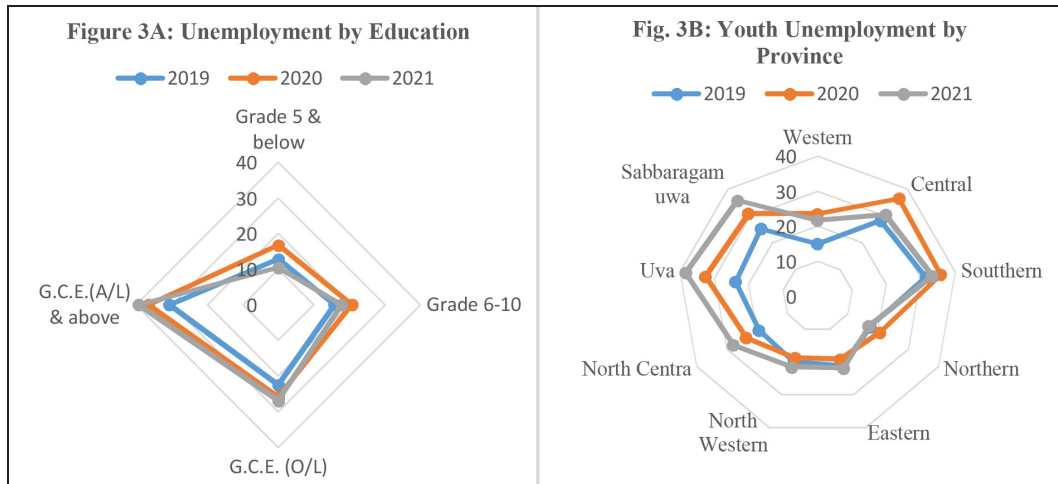 Figure 3A: Unemployment by Education
2019 2020 2021
Grade 5 &
below
40
30
20
10
0
G.C.E.(A/L)
& above
Grade 6-10
G.C.E. (O/L)
Fig. 3B: Youth Unemployment by
Province
2019 2020 2021
Western
40
30
20
10
0
Central
Soutthern
Northern
Eastern
North
Western
North Centra
Uva
Sabbaragam
uwa